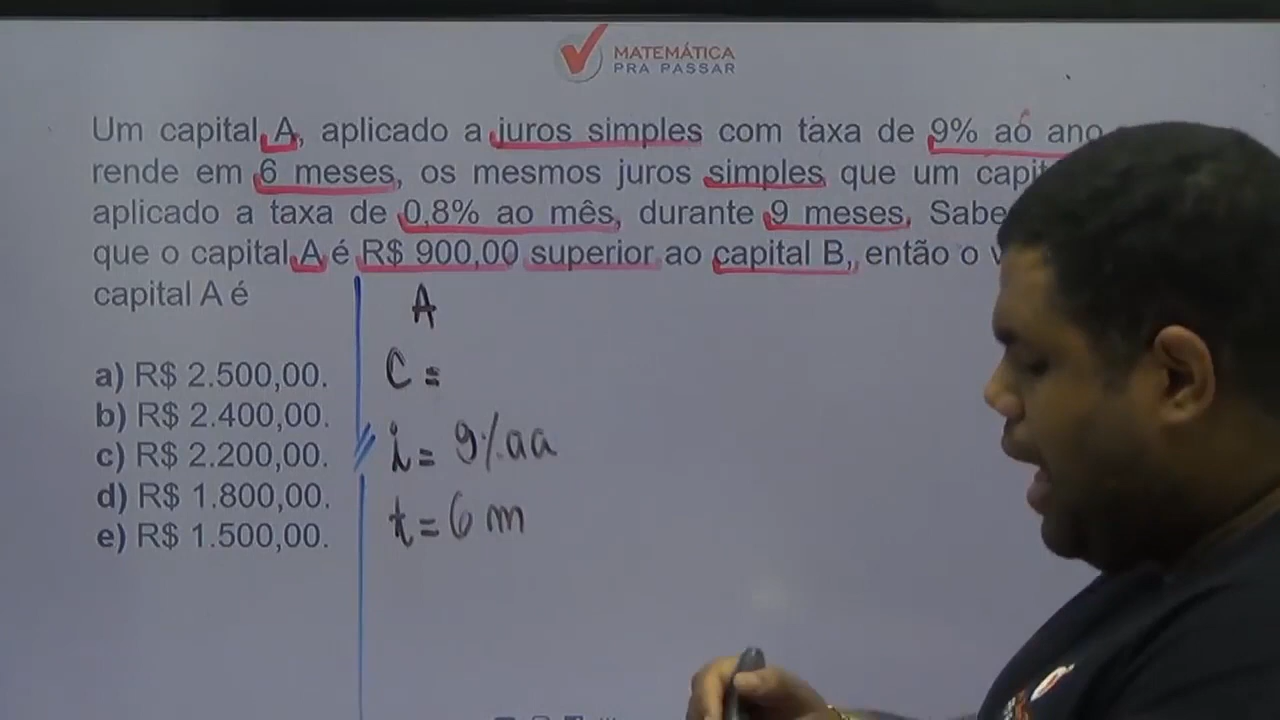 MATEMÁTICA
PRA PASSAR
Um capital A, aplicado a juros simples com taxa de 9% ao ano
rende em 6 meses, os mesmos juros simples que um
aplicado a taxa de 0,8% ao mês, durante 9 meses.
que o capital A é R$ 900,00 superior ao capital B, então o
capital A é
a) R$ 2.500,00.
b) R$ 2.400,00.
c) R$ 2.200,00.
d) R$ 1.800,00.
e) R$ 1.500,00.
A
C =
i = 9% aa
t = 6 m